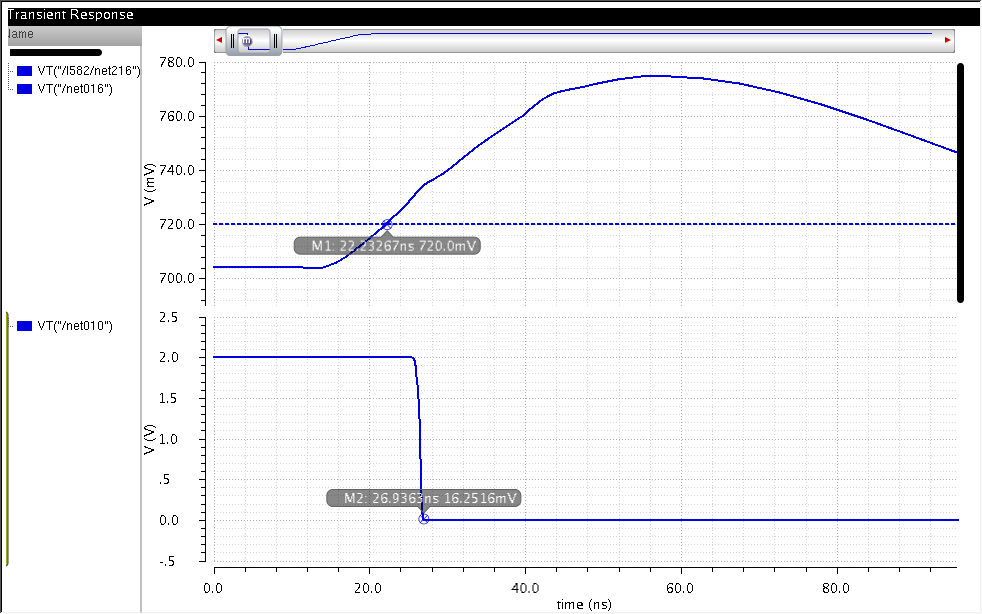 Transient Response
Name
VT("/I582/net216")
VT("/net016")
780.0
760.0
740.0
720.0
700.0
V (mV)
M1: 22.23267ns 720.0mV
VT("/net010")
2.5
2.0
1.5
1.0
.5
0.0
-.5
V (V)
M2: 26.9363ns 16.2516mV
0.0 20.0 40.0 60.0 80.0
time (ns)